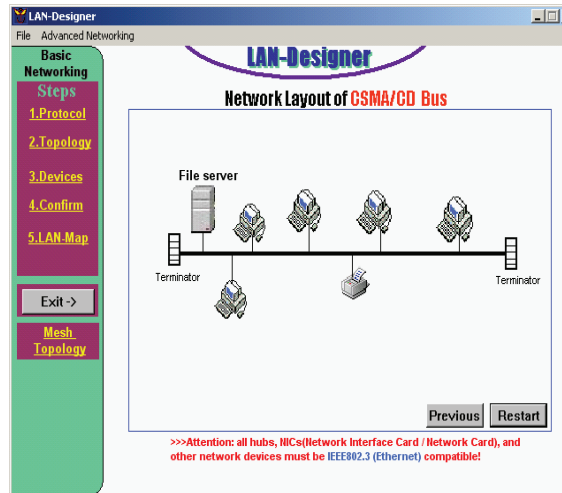 LAN-Designer
File Advanced Networking
Basic
Networking
Steps
1.Protocol
2.Topology
3.Devices
4.Confirm
5.LAN-Map
Exit ->
Mesh
Topology
LAN-Designer
Network Layout of CSMA/CD Bus
File server
Terminator
Terminator
Previous
Restart
>>>Attention: all hubs, NICs(Network Interface Card / Network Card), and
other network devices must be IEEE802.3 (Ethernet) compatible!